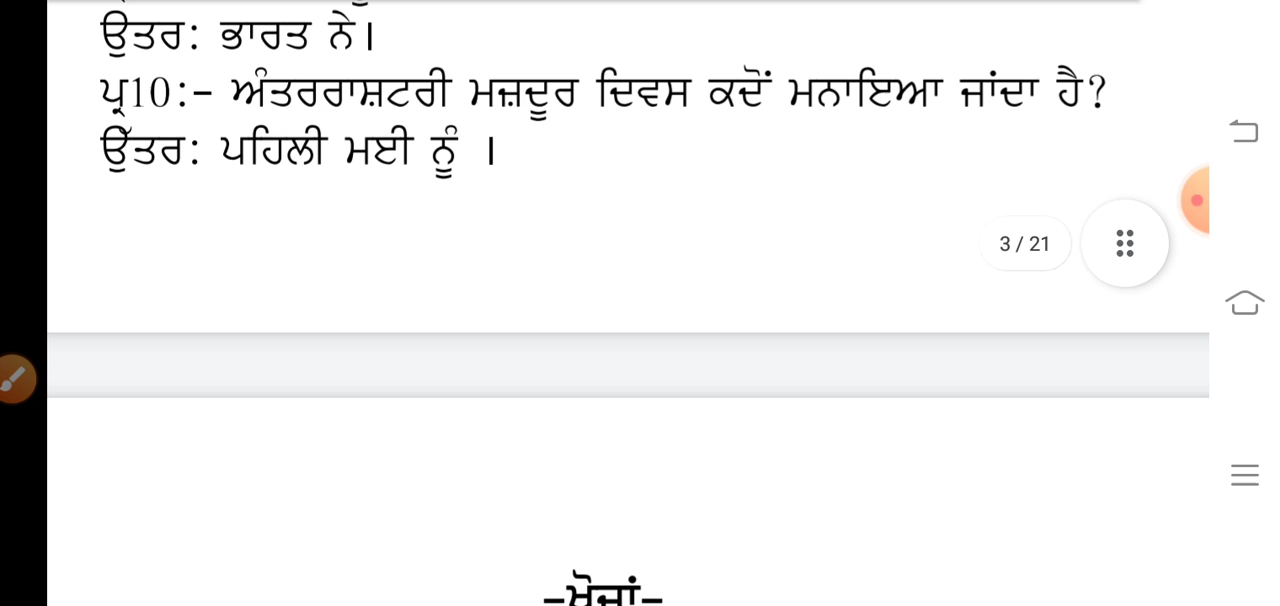 ਉਤਰ: ਭਾਰਤ ਨੇ।
ਪ੍ਰ10:- ਅੰਤਰਰਾਸ਼ਟਰੀ ਮਜ਼ਦੂਰ ਦਿਵਸ ਕਦੋਂ ਮਨਾਇਆ ਜਾਂਦਾ ਹੈ?
ਉੱਤਰ: ਪਹਿਲੀ ਮਈ ਨੂੰ ।
3 / 21
-ਖੋਜਾਂ-